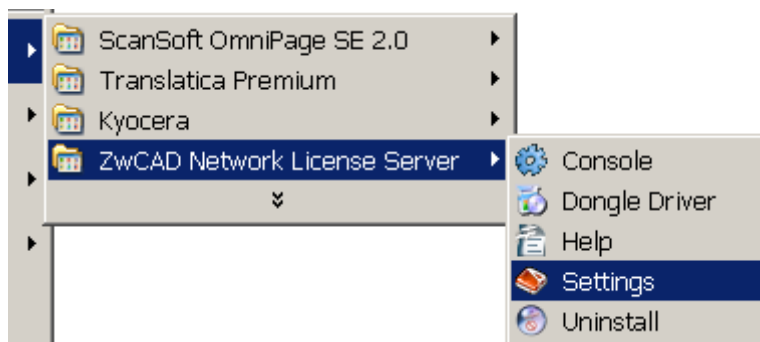 ScanSoft OmniPage SE 2.0
Translatica Premium
Kyocera
ZwCAD Network License Server
Console
Dongle Driver
Help
Settings
Uninstall